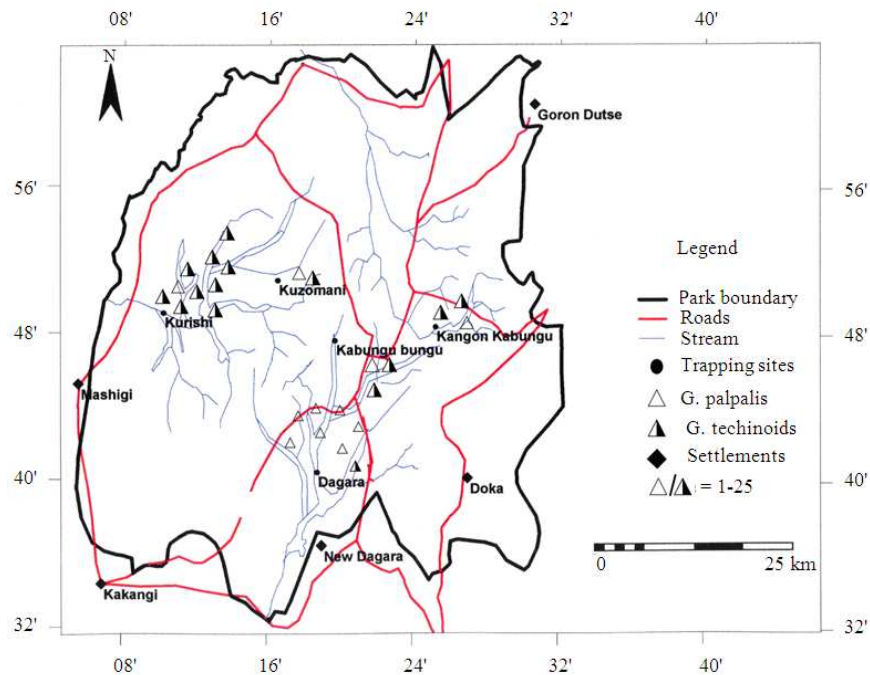 08' 16' 24' 32' 40'
N
Goron Dutse
56' 56'
Legend
Park boundary
Roads
Stream
Trapping sites
G. palpalis
G. techinoids
Settlements
/ = 1-25
Kuzomani
Kurishi
48' 48'
Kangon Kabungu
Kabungu bungu
Mashigi
40' 40'
Dagara
Doka
New Dagara
0 25 km
Kakangi
32' 32'
08' 16' 24' 32' 40'